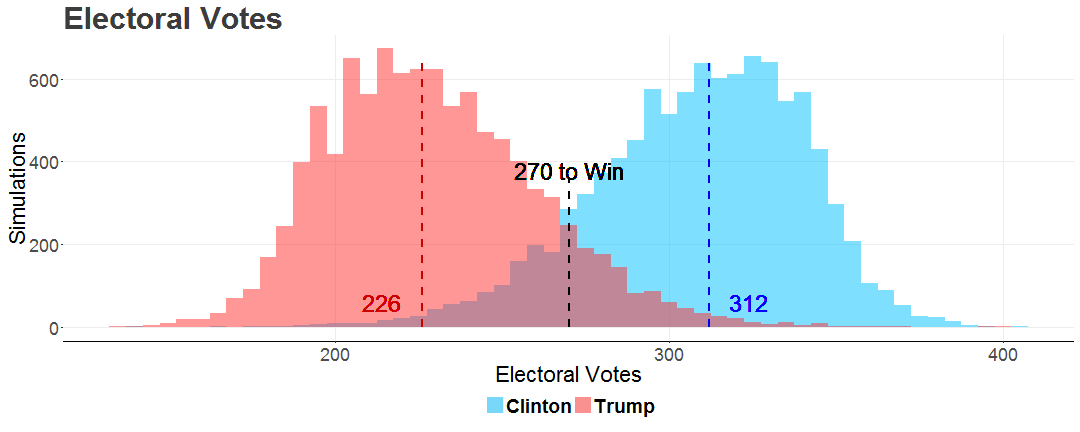 Electoral Votes
600
400
200
0
Simulations
270 to Win
226
312
200 300 400
Electoral Votes
Clinton Trump